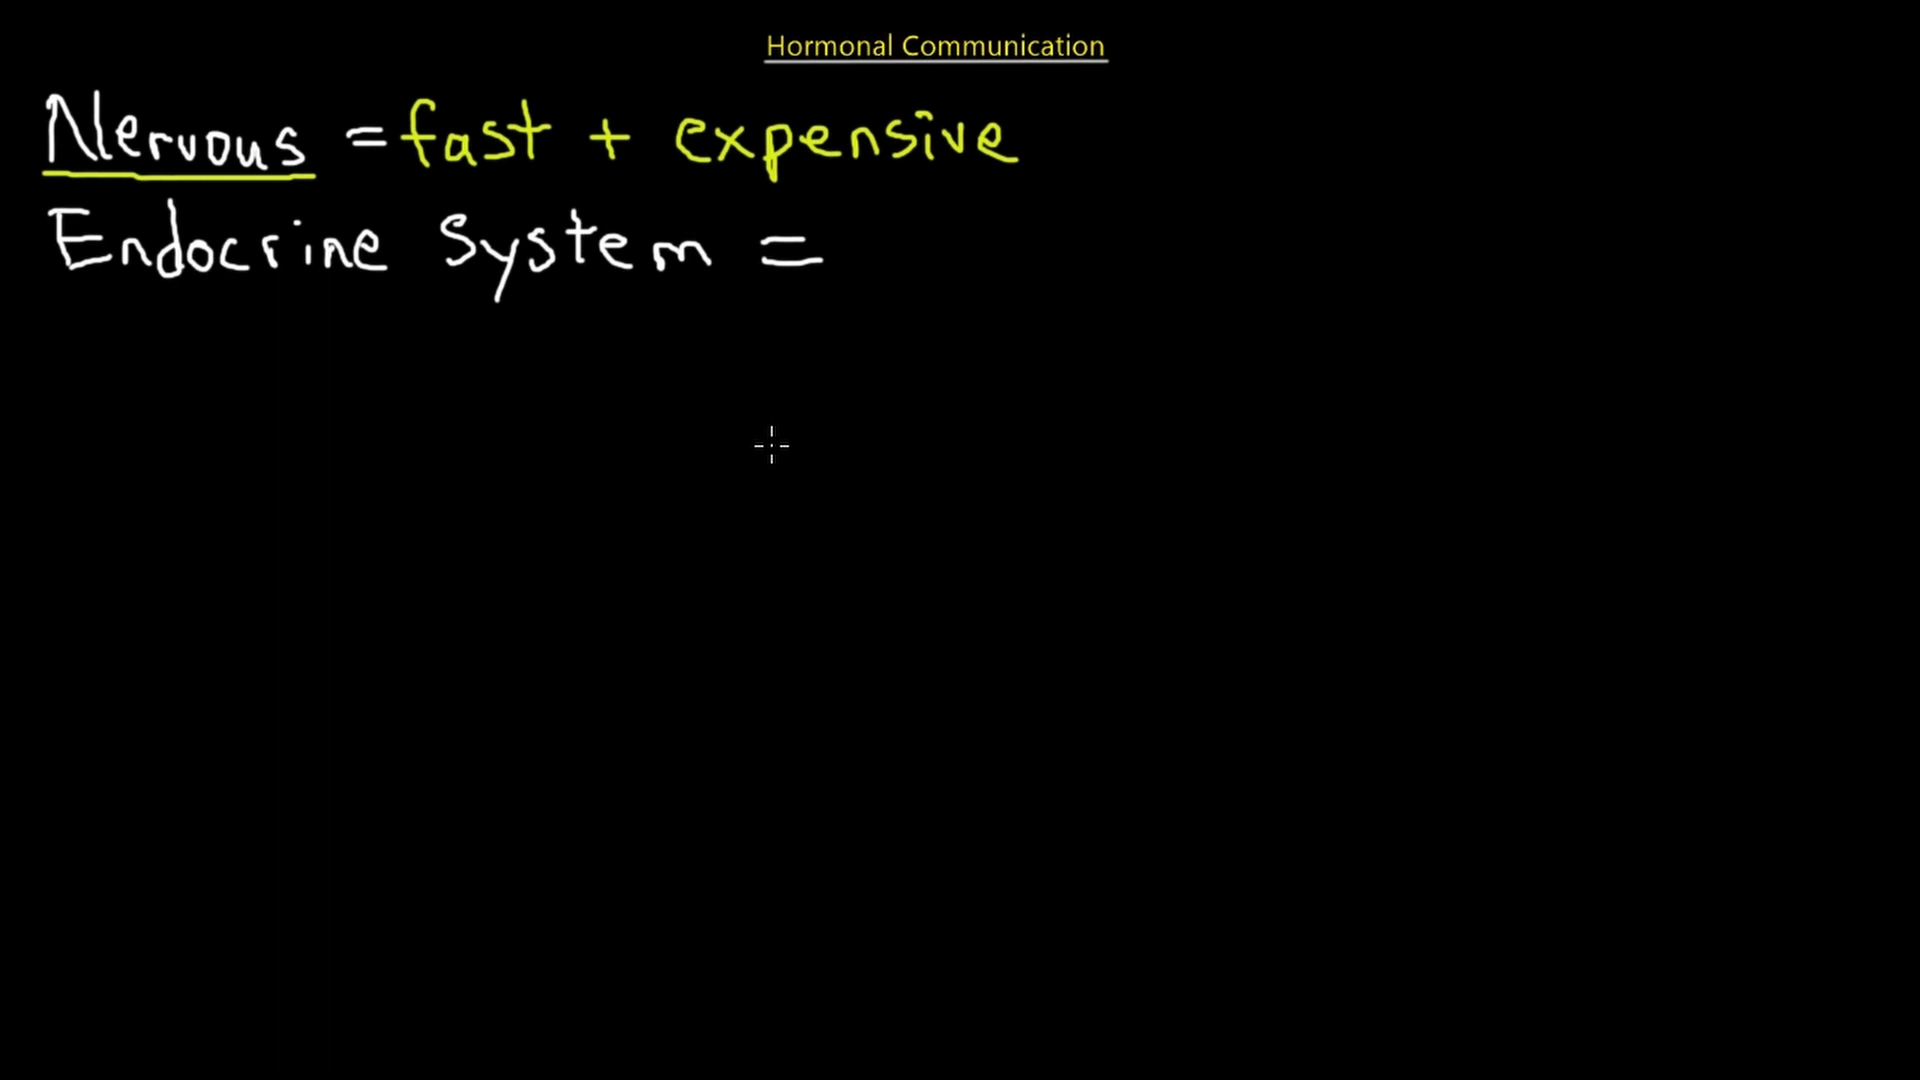 Hormonal Communication
Nervous = fast + expensive
Endocrine System =